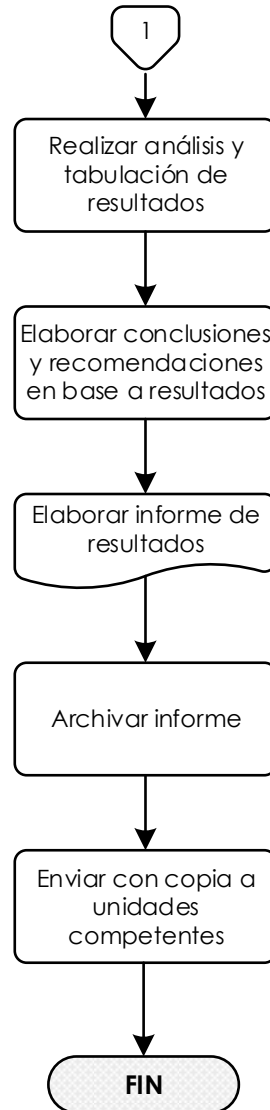 1
Realizar análisis y
tabulación de
resultados
Elaborar conclusiones
y recomendaciones
en base a resultados
Elaborar informe de
resultados
Archivar informe
Enviar con copia a
unidades
competentes
FIN